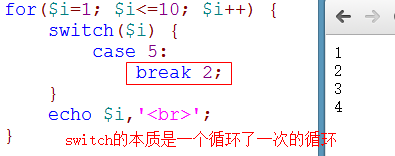 for($i=1; $i<=10; $i++) {
switch($i) {
case 5:
break 2;
}
echo $i,'<br>';
}
switch的本质是一个循环了一次的循环
1
2
3
4